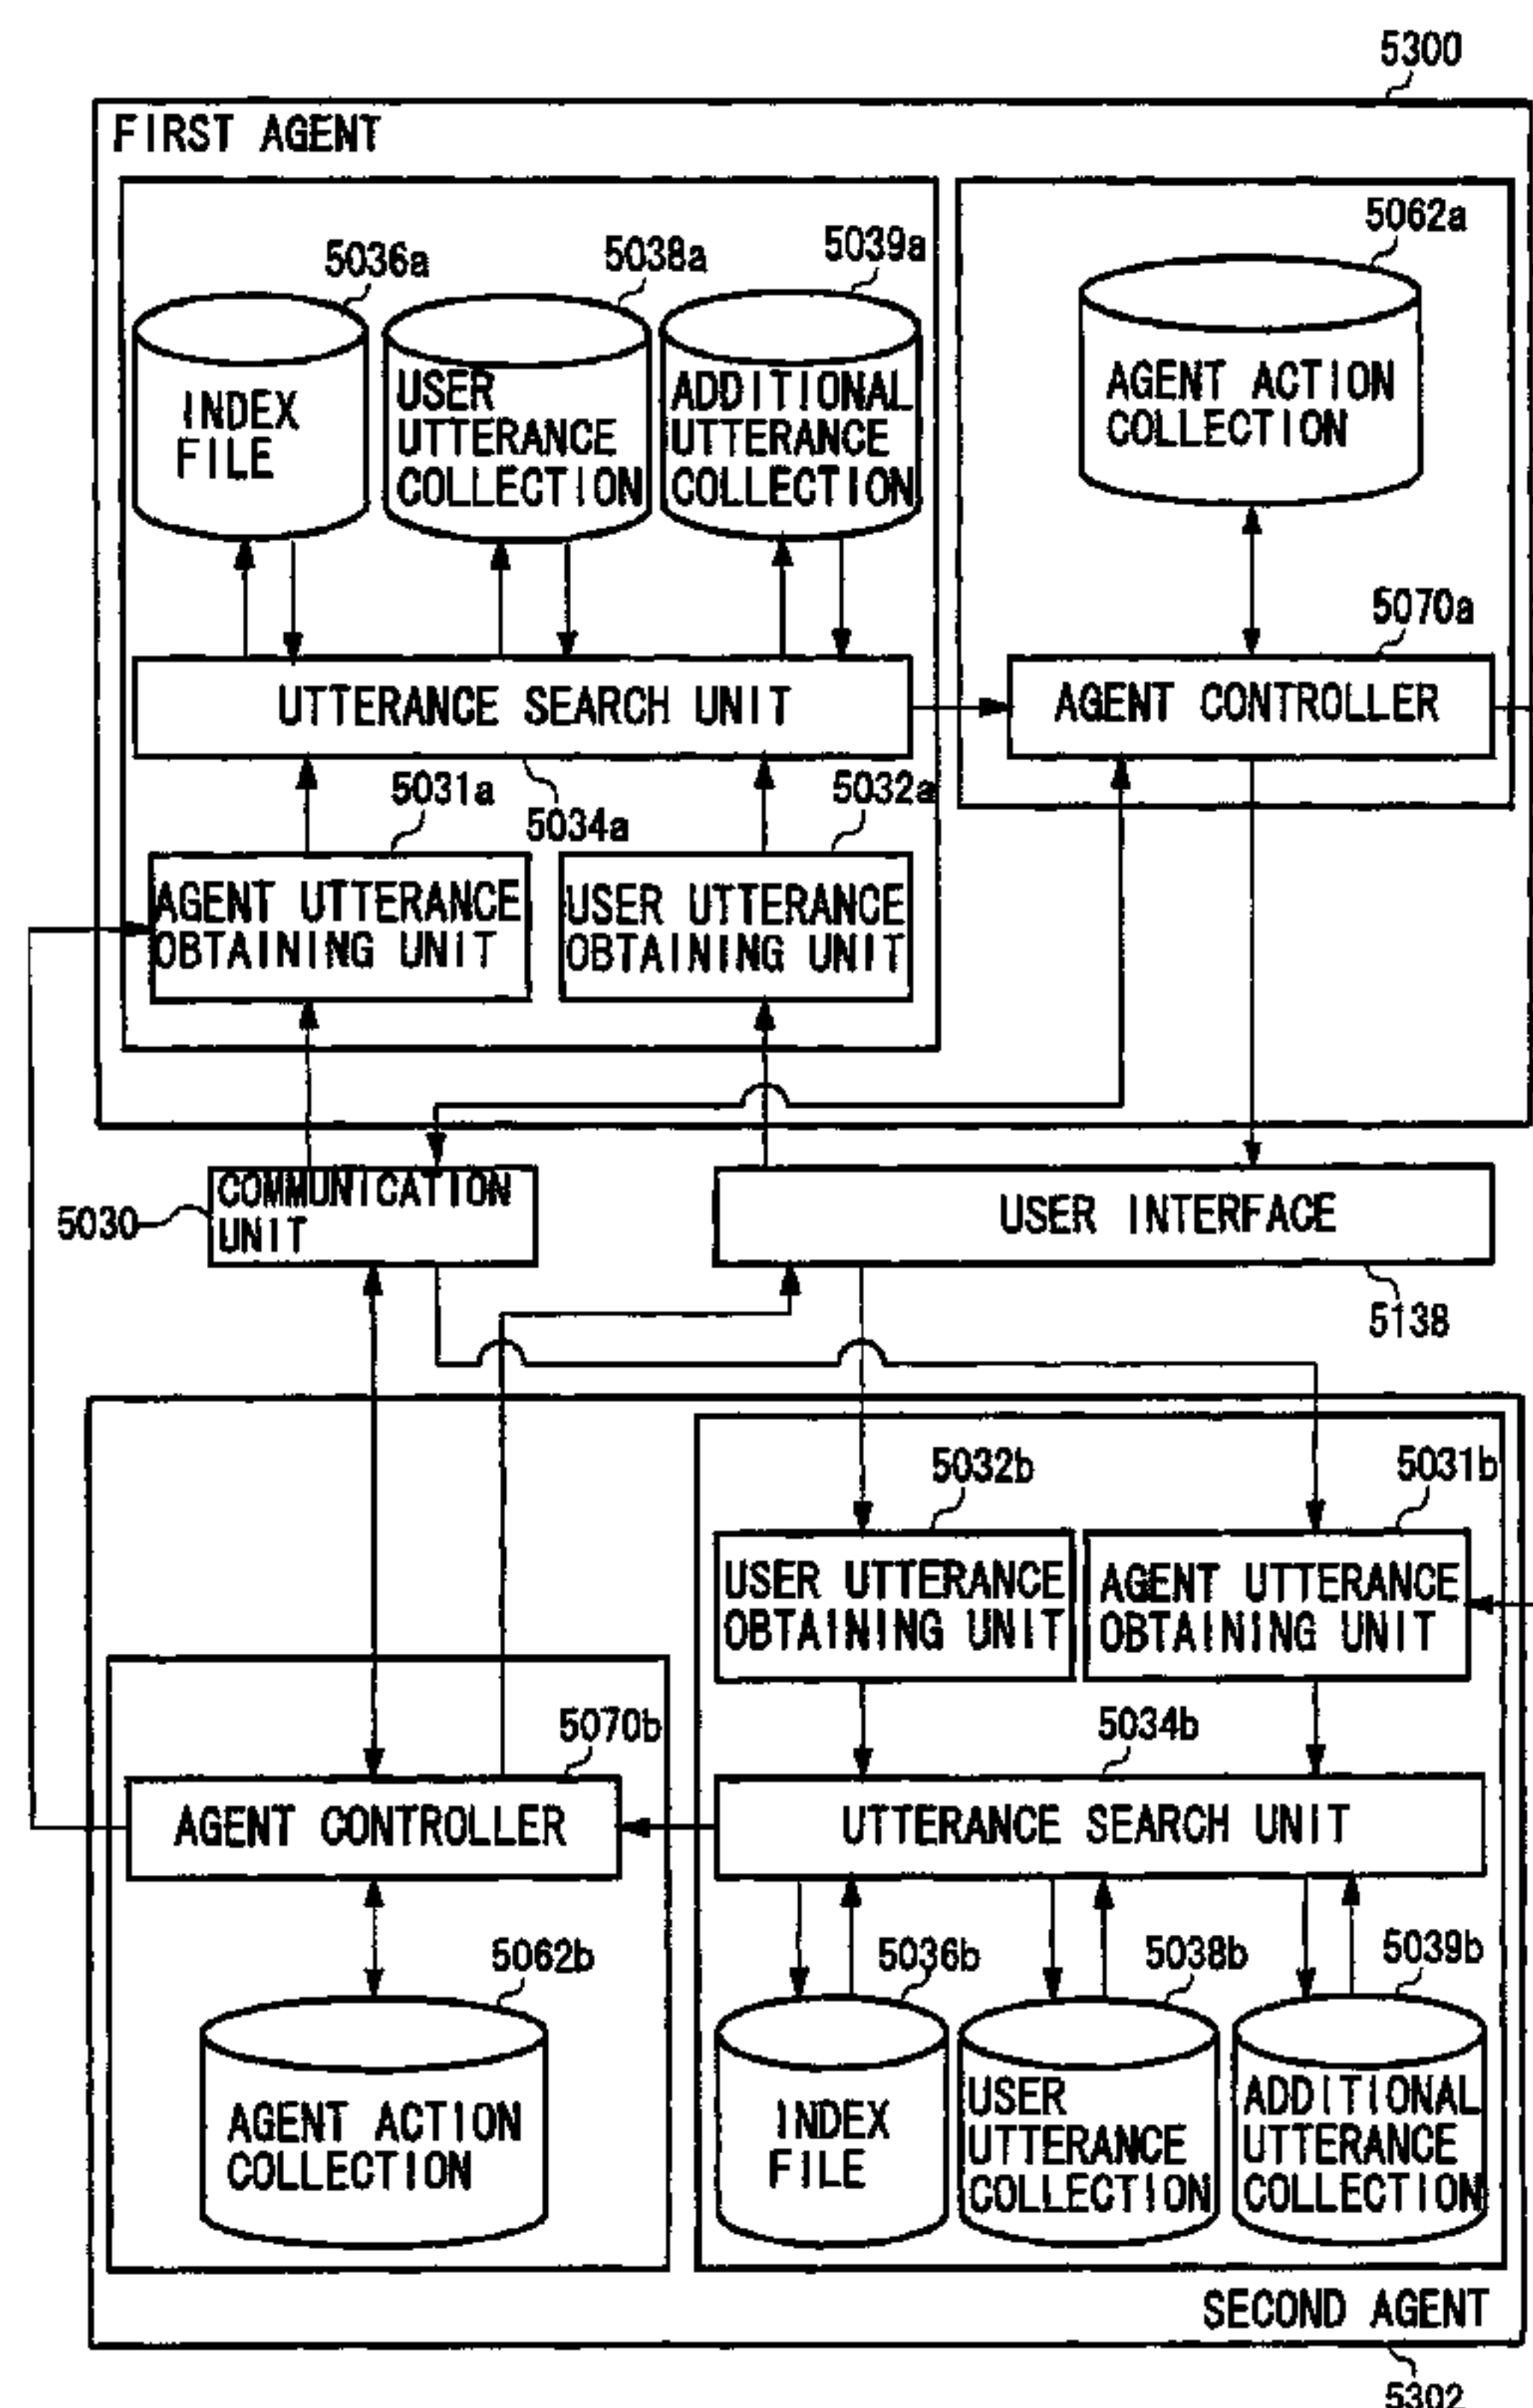 5300
FIRST AGENT
5062a
5036a
5038a
5039a
INDEX
FILE
USER
UTTERANCE
COLLECTION
ADDITIONAL
UTTERANCE
COLLECTION
AGENT ACTION
COLLECTION
5070a
UTTERANCE SEARCH UNIT
AGENT CONTROLLER
5031a
5034a
5032a
AGENT UTTERANCE
OBTAINING UNIT
USER UTTERANCE
OBTAINING UNIT
5030
COMMUNICATION
UNIT
USER INTERFACE
5138
5032b
5031b
USER UTTERANCE
OBTAINING UNIT
AGENT UTTERANCE
OBTAINING UNIT
5070b
5034b
AGENT CONTROLLER
UTTERANCE SEARCH UNIT
5062b
5036b
5038b
5039b
AGENT ACTION
COLLECTION
INDEX
FILE
USER
UTTERANCE
COLLECTION
ADDITIONAL
UTTERANCE
COLLECTION
SECOND AGENT
5302